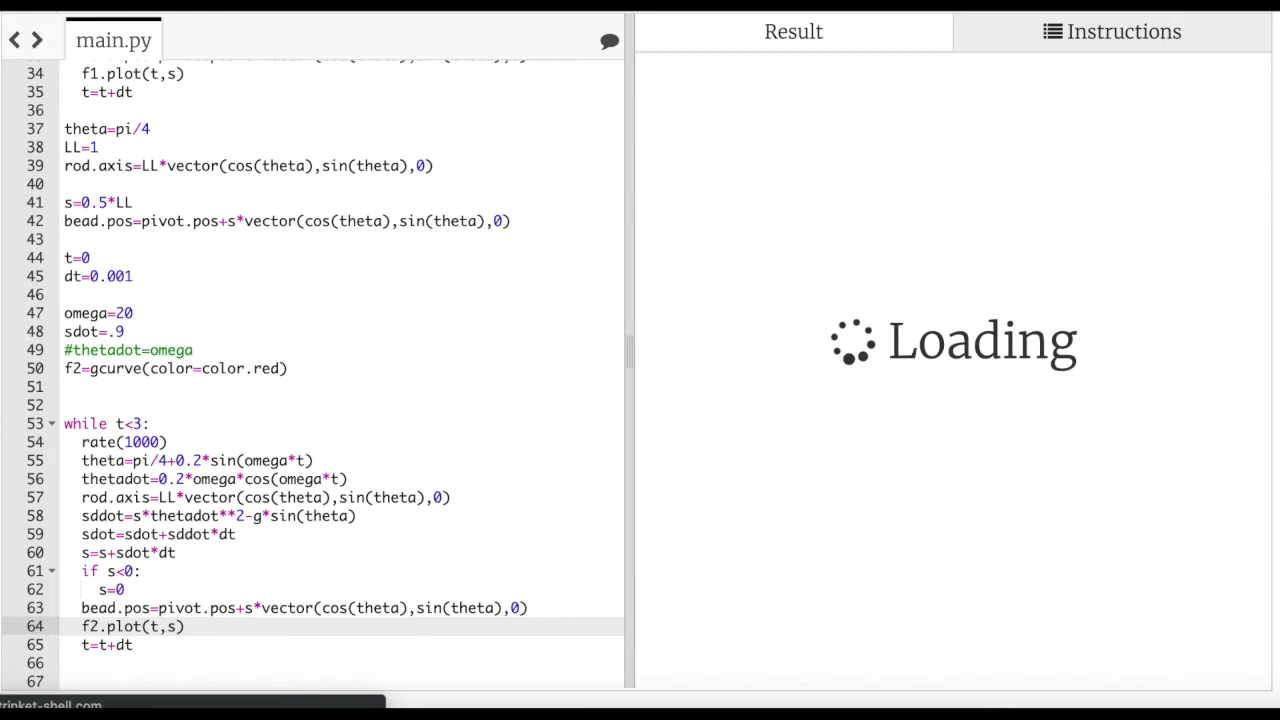 main.py
Result
Instructions
34 f1.plot(t,s)
35 t=t+dt
36
37 theta=pi/4
38 LL=1
39 rod.axis=LL*vector(cos(theta),sin(theta),0)
40
41 s=0.5*LL
42 bead.pos=pivot.pos+s*vector(cos(theta),sin(theta),0)
43
44 t=0
45 dt=0.001
46
47 omega=20
48 sdot=.9
49 #thetadot=omega
50 f2=gcurve(color=color.red)
51
52
53 while t<3:
54 rate(1000)
55 theta=pi/4+0.2*sin(omega*t)
56 thetadot=0.2*omega*cos(omega*t)
57 rod.axis=LL*vector(cos(theta),sin(theta),0)
58 sddot=s*thetadot**2-g*sin(theta)
59 sdot=sdot+sddot*dt
60 s=s+sdot*dt
61 if s<0:
62 s=0
63 bead.pos=pivot.pos+s*vector(cos(theta),sin(theta),0)
64 f2.plot(t,s)
65 t=t+dt
66
67
Loading
trinket-shell.com